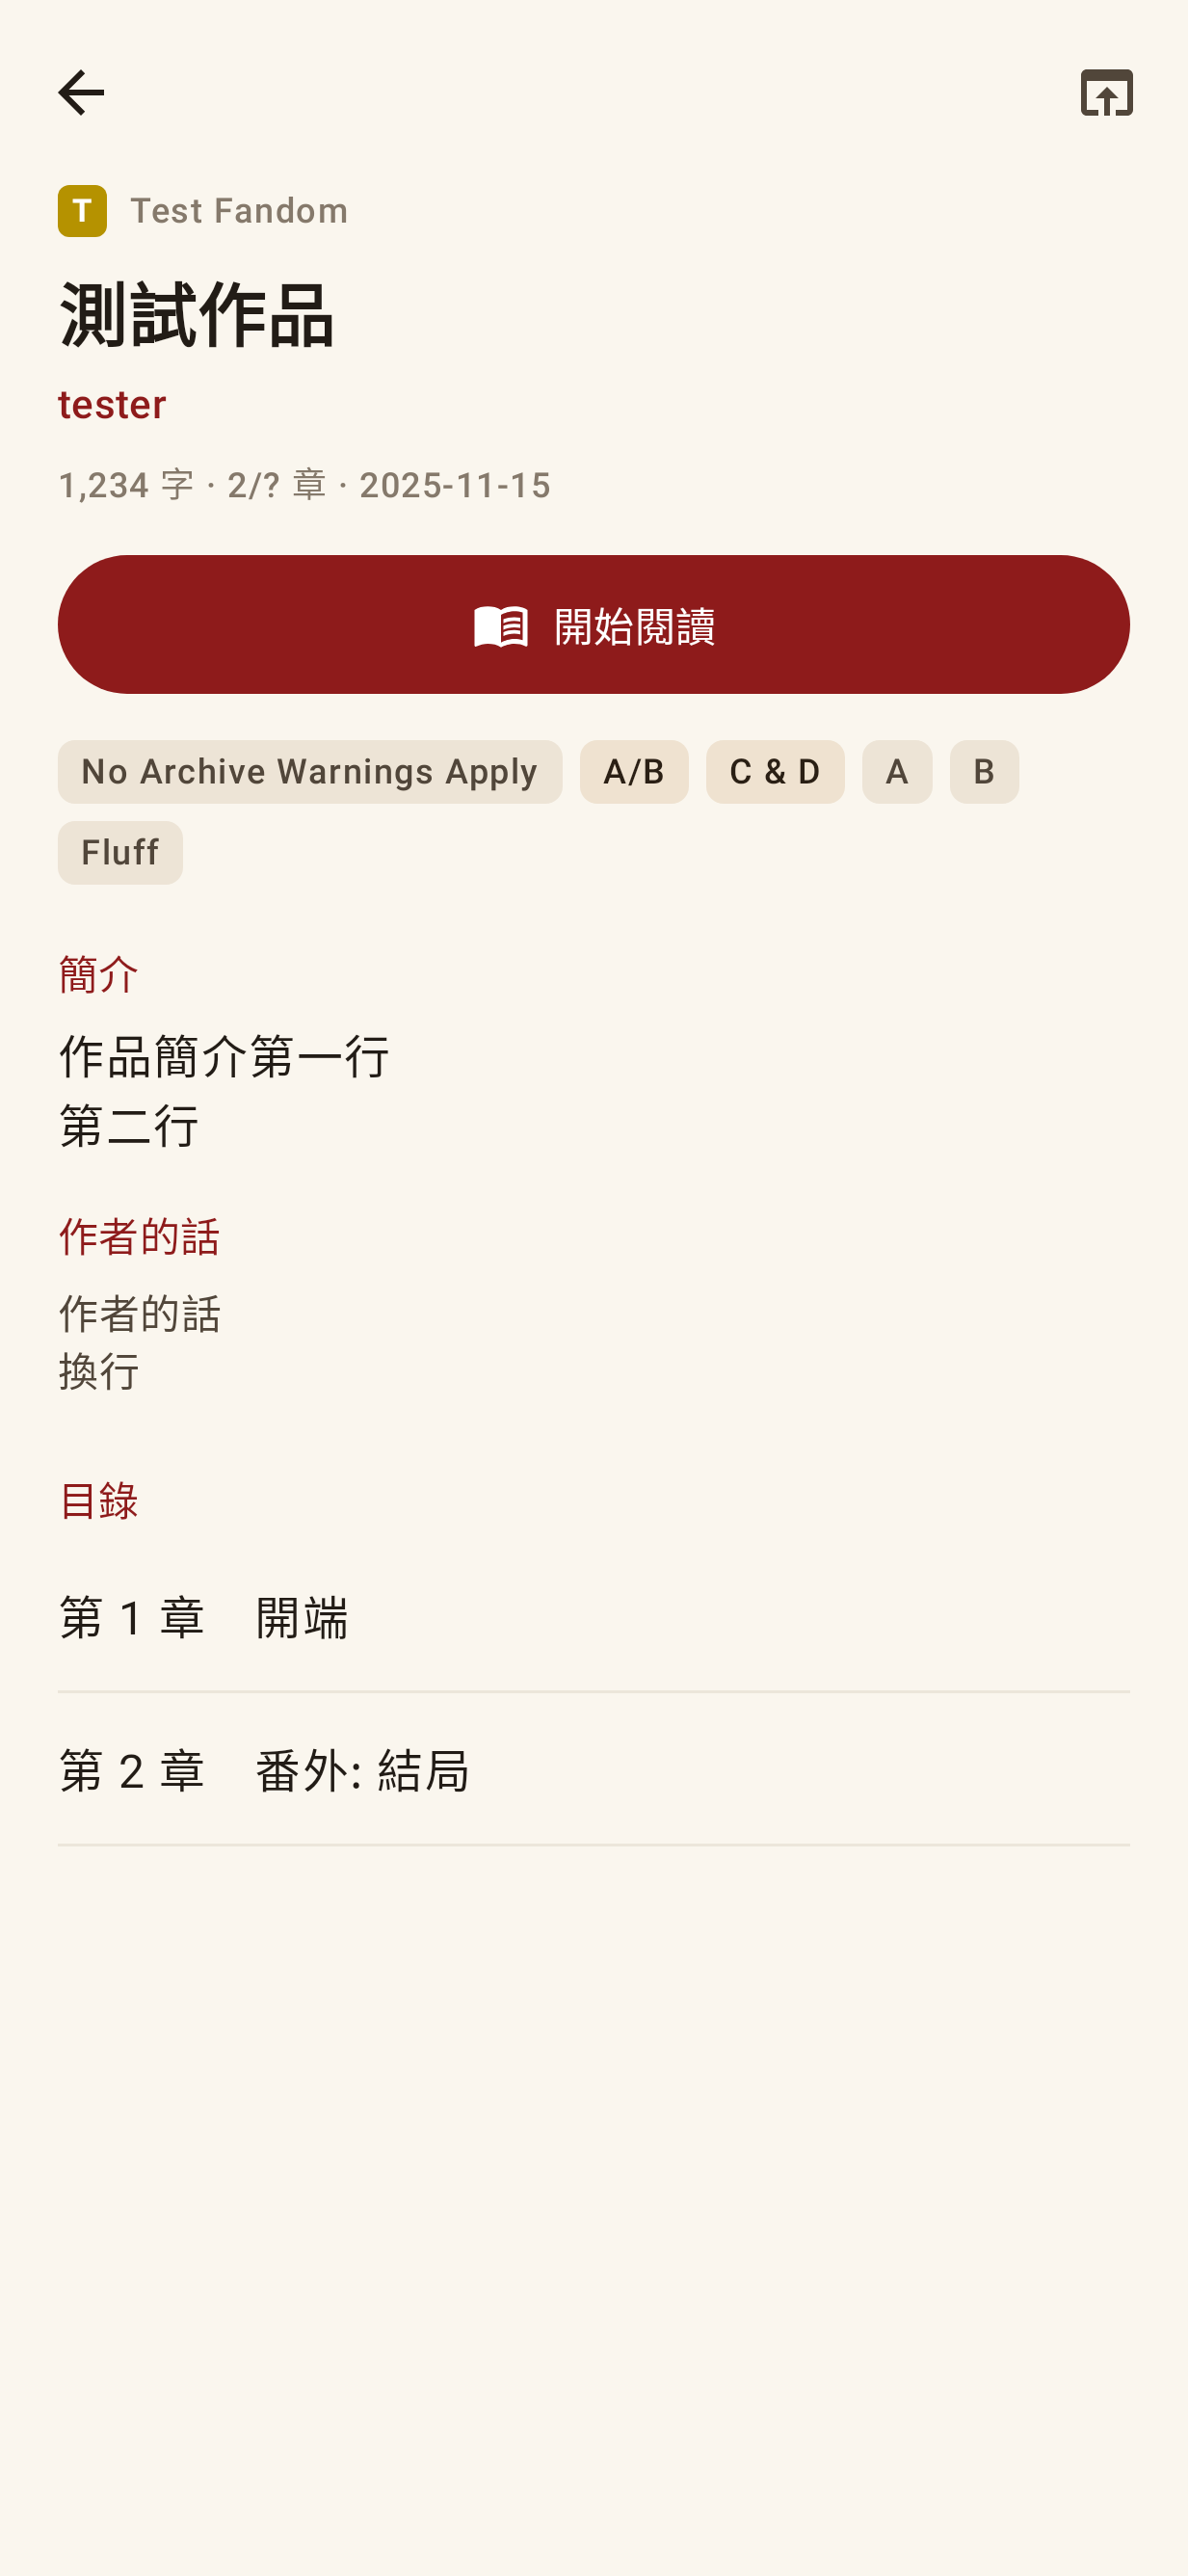 T Test Fandom
測試作品
tester
1,234 字 · 2/? 章 · 2025-11-15
開始閱讀
No Archive Warnings Apply A/B C & D A B
Fluff
簡介
作品簡介第一行
第二行
作者的話
作者的話
換行
目錄
第 1 章　開端
第 2 章　番外: 結局